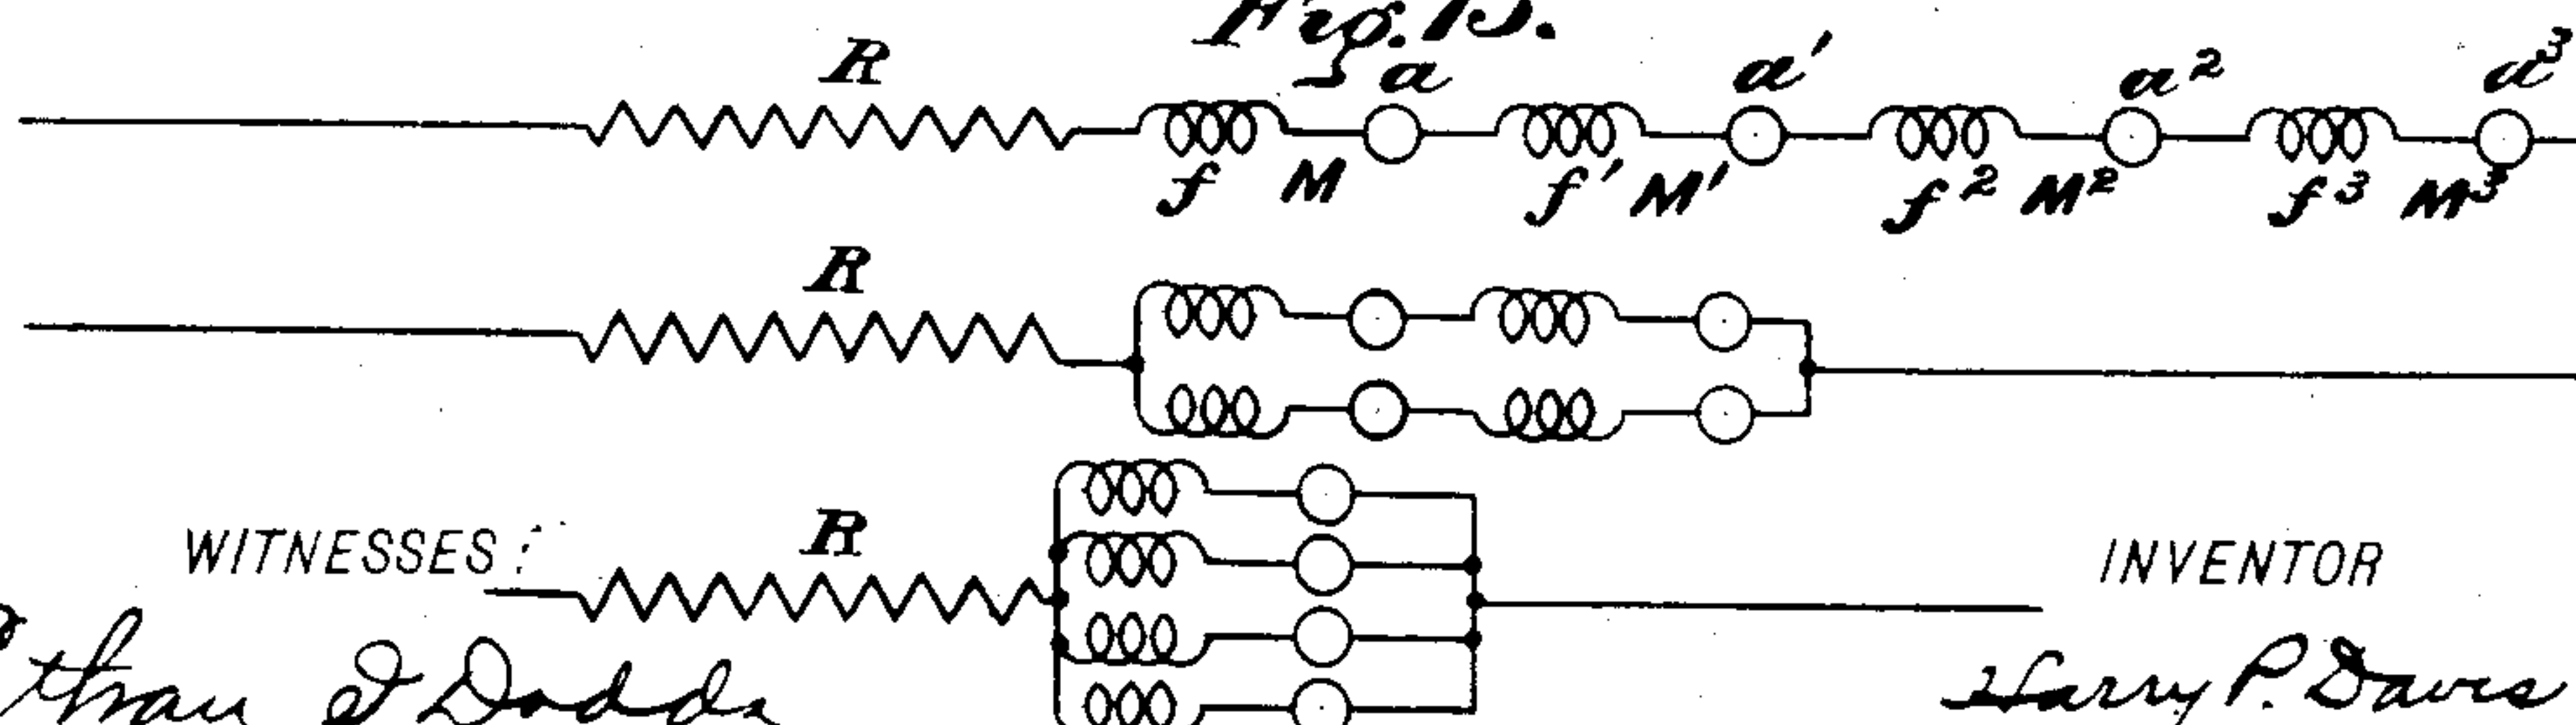 Fig. 15.
R a a' a² a³
f M f' M' f² M² f³ M³
R
R
WITNESSES:
INVENTOR
Harry P. Davis